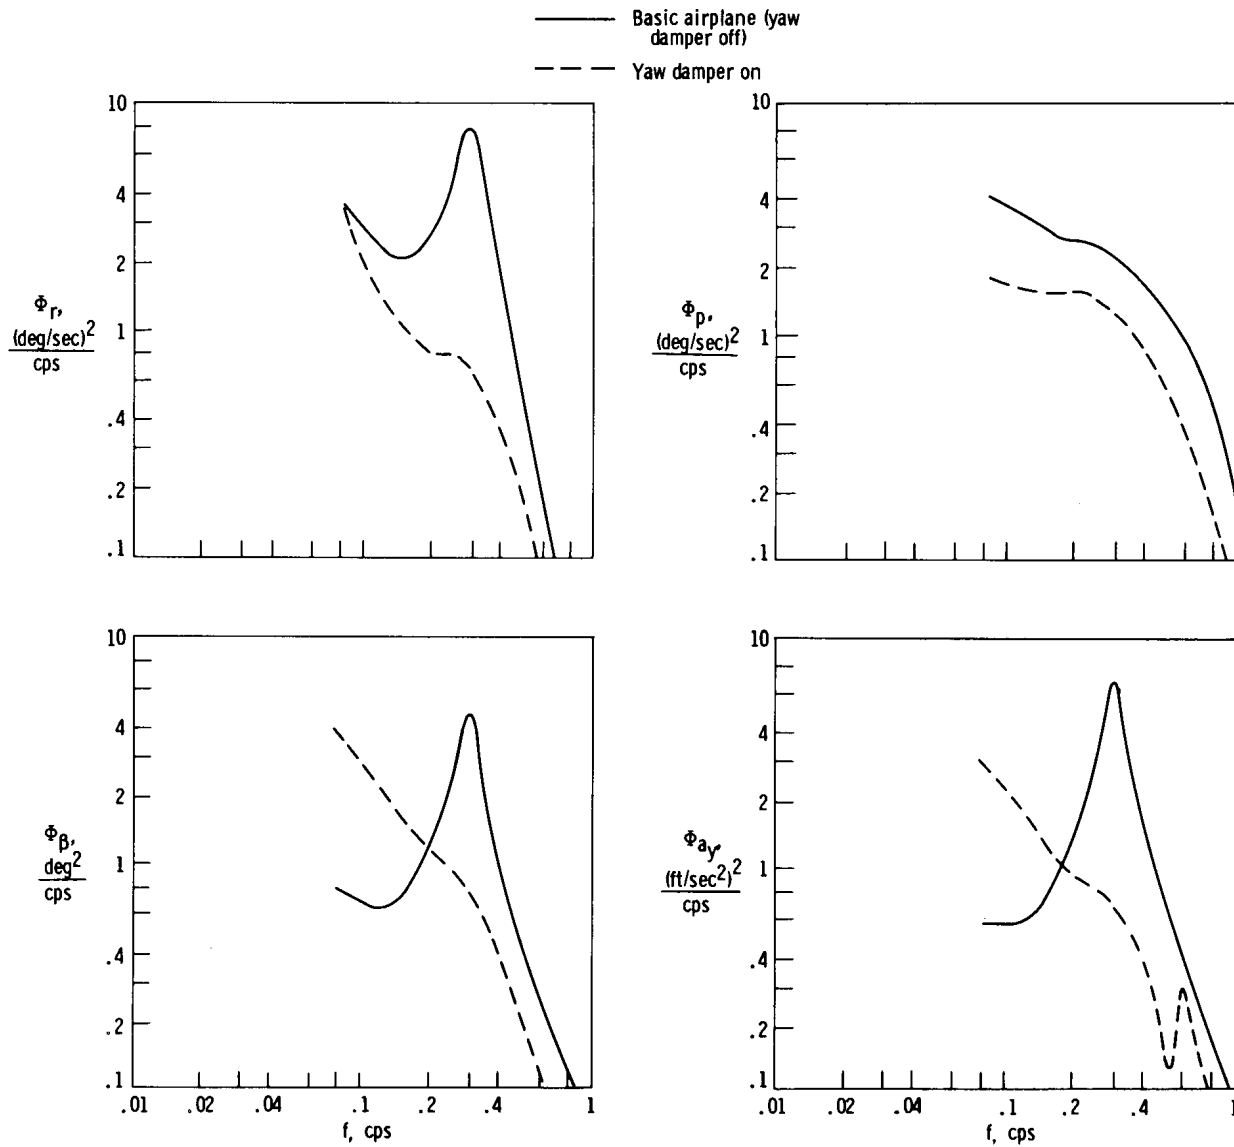 Basic airplane (yaw
damper off)
Yaw damper on
10
4
2
1
.4
.2
.1
Φr,
(deg/sec)2
cps
10
4
2
1
.4
.2
.1
Φp,
(deg/sec)2
cps
10
4
2
1
.4
.2
.1
Φβ,
deg2
cps
.01
.02
.04
.1
.2
.4
1
f, cps
10
4
2
1
.4
.2
.1
Φay,
(ft/sec2)2
cps
.01
.02
.04
.1
.2
.4
1
f, cps